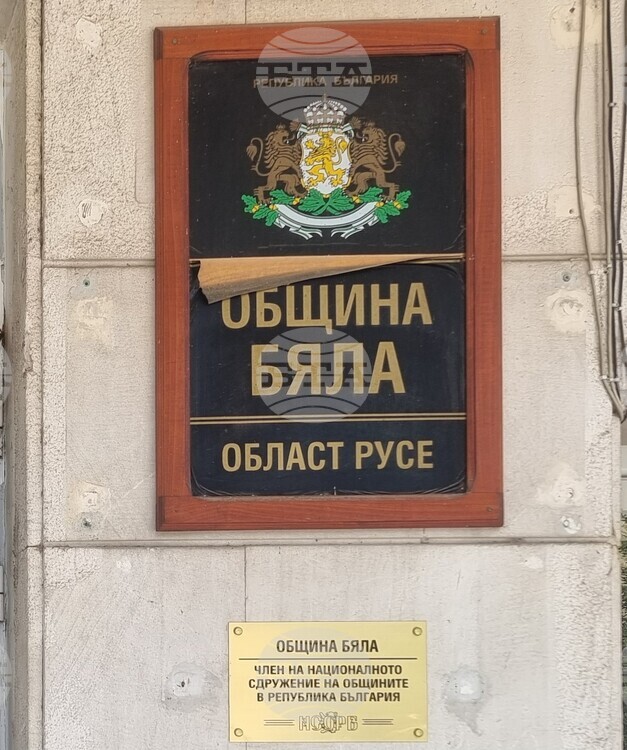 РЕПУБЛИКА БЪЛГАРИЯ
ОБЩИНА
БЯЛА
ОБЛАСТ РУСЕ
ОБЩИНА БЯЛА
ЧЛЕН НА НАЦИОНАЛНОТО
СДРУЖЕНИЕ НА ОБЩИНИТЕ
В РЕПУБЛИКА БЪЛГАРИЯ
НСОРБ